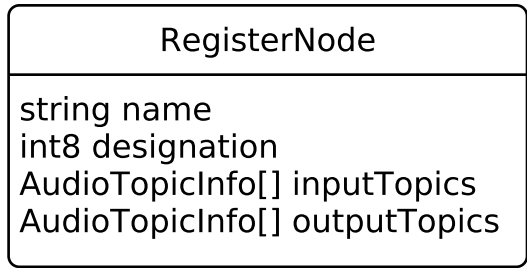 RegisterNode
string name
int8 designation
AudioTopicInfo[] inputTopics
AudioTopicInfo[] outputTopics